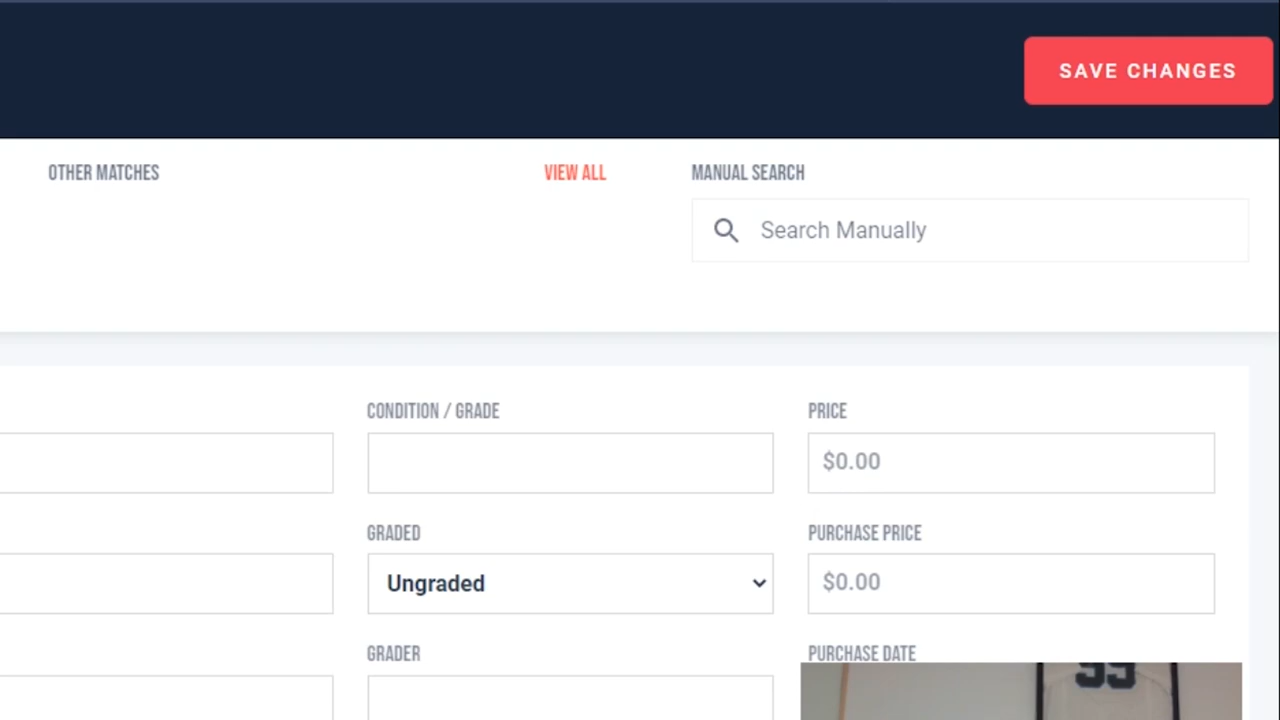 SAVE CHANGES
OTHER MATCHES
VIEW ALL
MANUAL SEARCH
Search Manually
CONDITION / GRADE
PRICE
$0.00
GRADED
PURCHASE PRICE
Ungraded
$0.00
GRADER
PURCHASE DATE
99